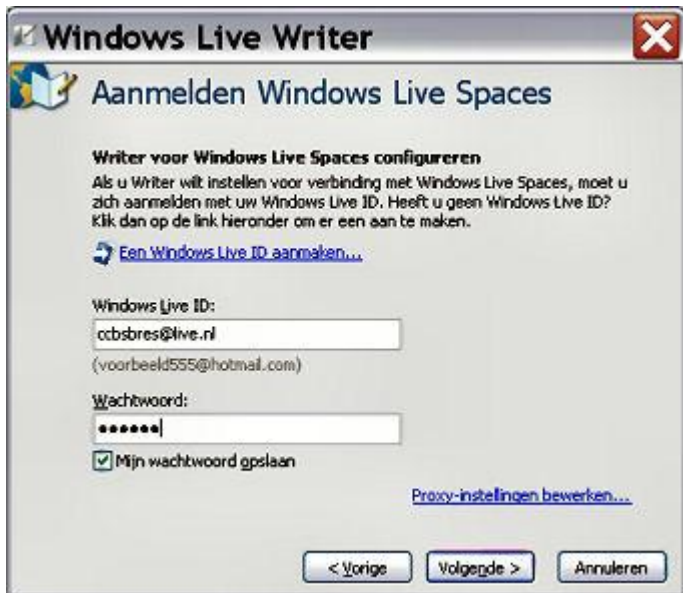 Windows Live Writer
Aanmelden Windows Live Spaces
Writer voor Windows Live Spaces configureren
Als u Writer wilt instellen voor verbinding met Windows Live Spaces, moet u
zich aanmelden met uw Windows Live ID. Heeft u geen Windows Live ID?
Klik dan op de link hieronder om er een aan te maken.
Een Windows Live ID aanmaken...
Windows Live ID:
ccbsbres@live.nl
(voorbeeld555@hotmail.com)
Wachtwoord:
●●●●●●
Mijn wachtwoord opslaan
Proxy-instellingen bewerken...
< Vorige Volgende > Annuleren